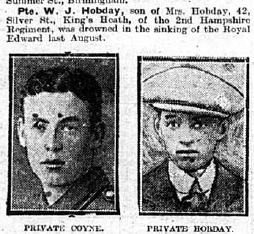 Summer St., Birmingham.
Pte. W. J. Hobday, son of Mrs. Hobday, 42,
Silver St., King's Heath, of the 2nd Hampshire
Regiment, was drowned in the sinking of the Royal
Edward last August.
PRIVATE COYNE.
PRIVATE HOBDAY.